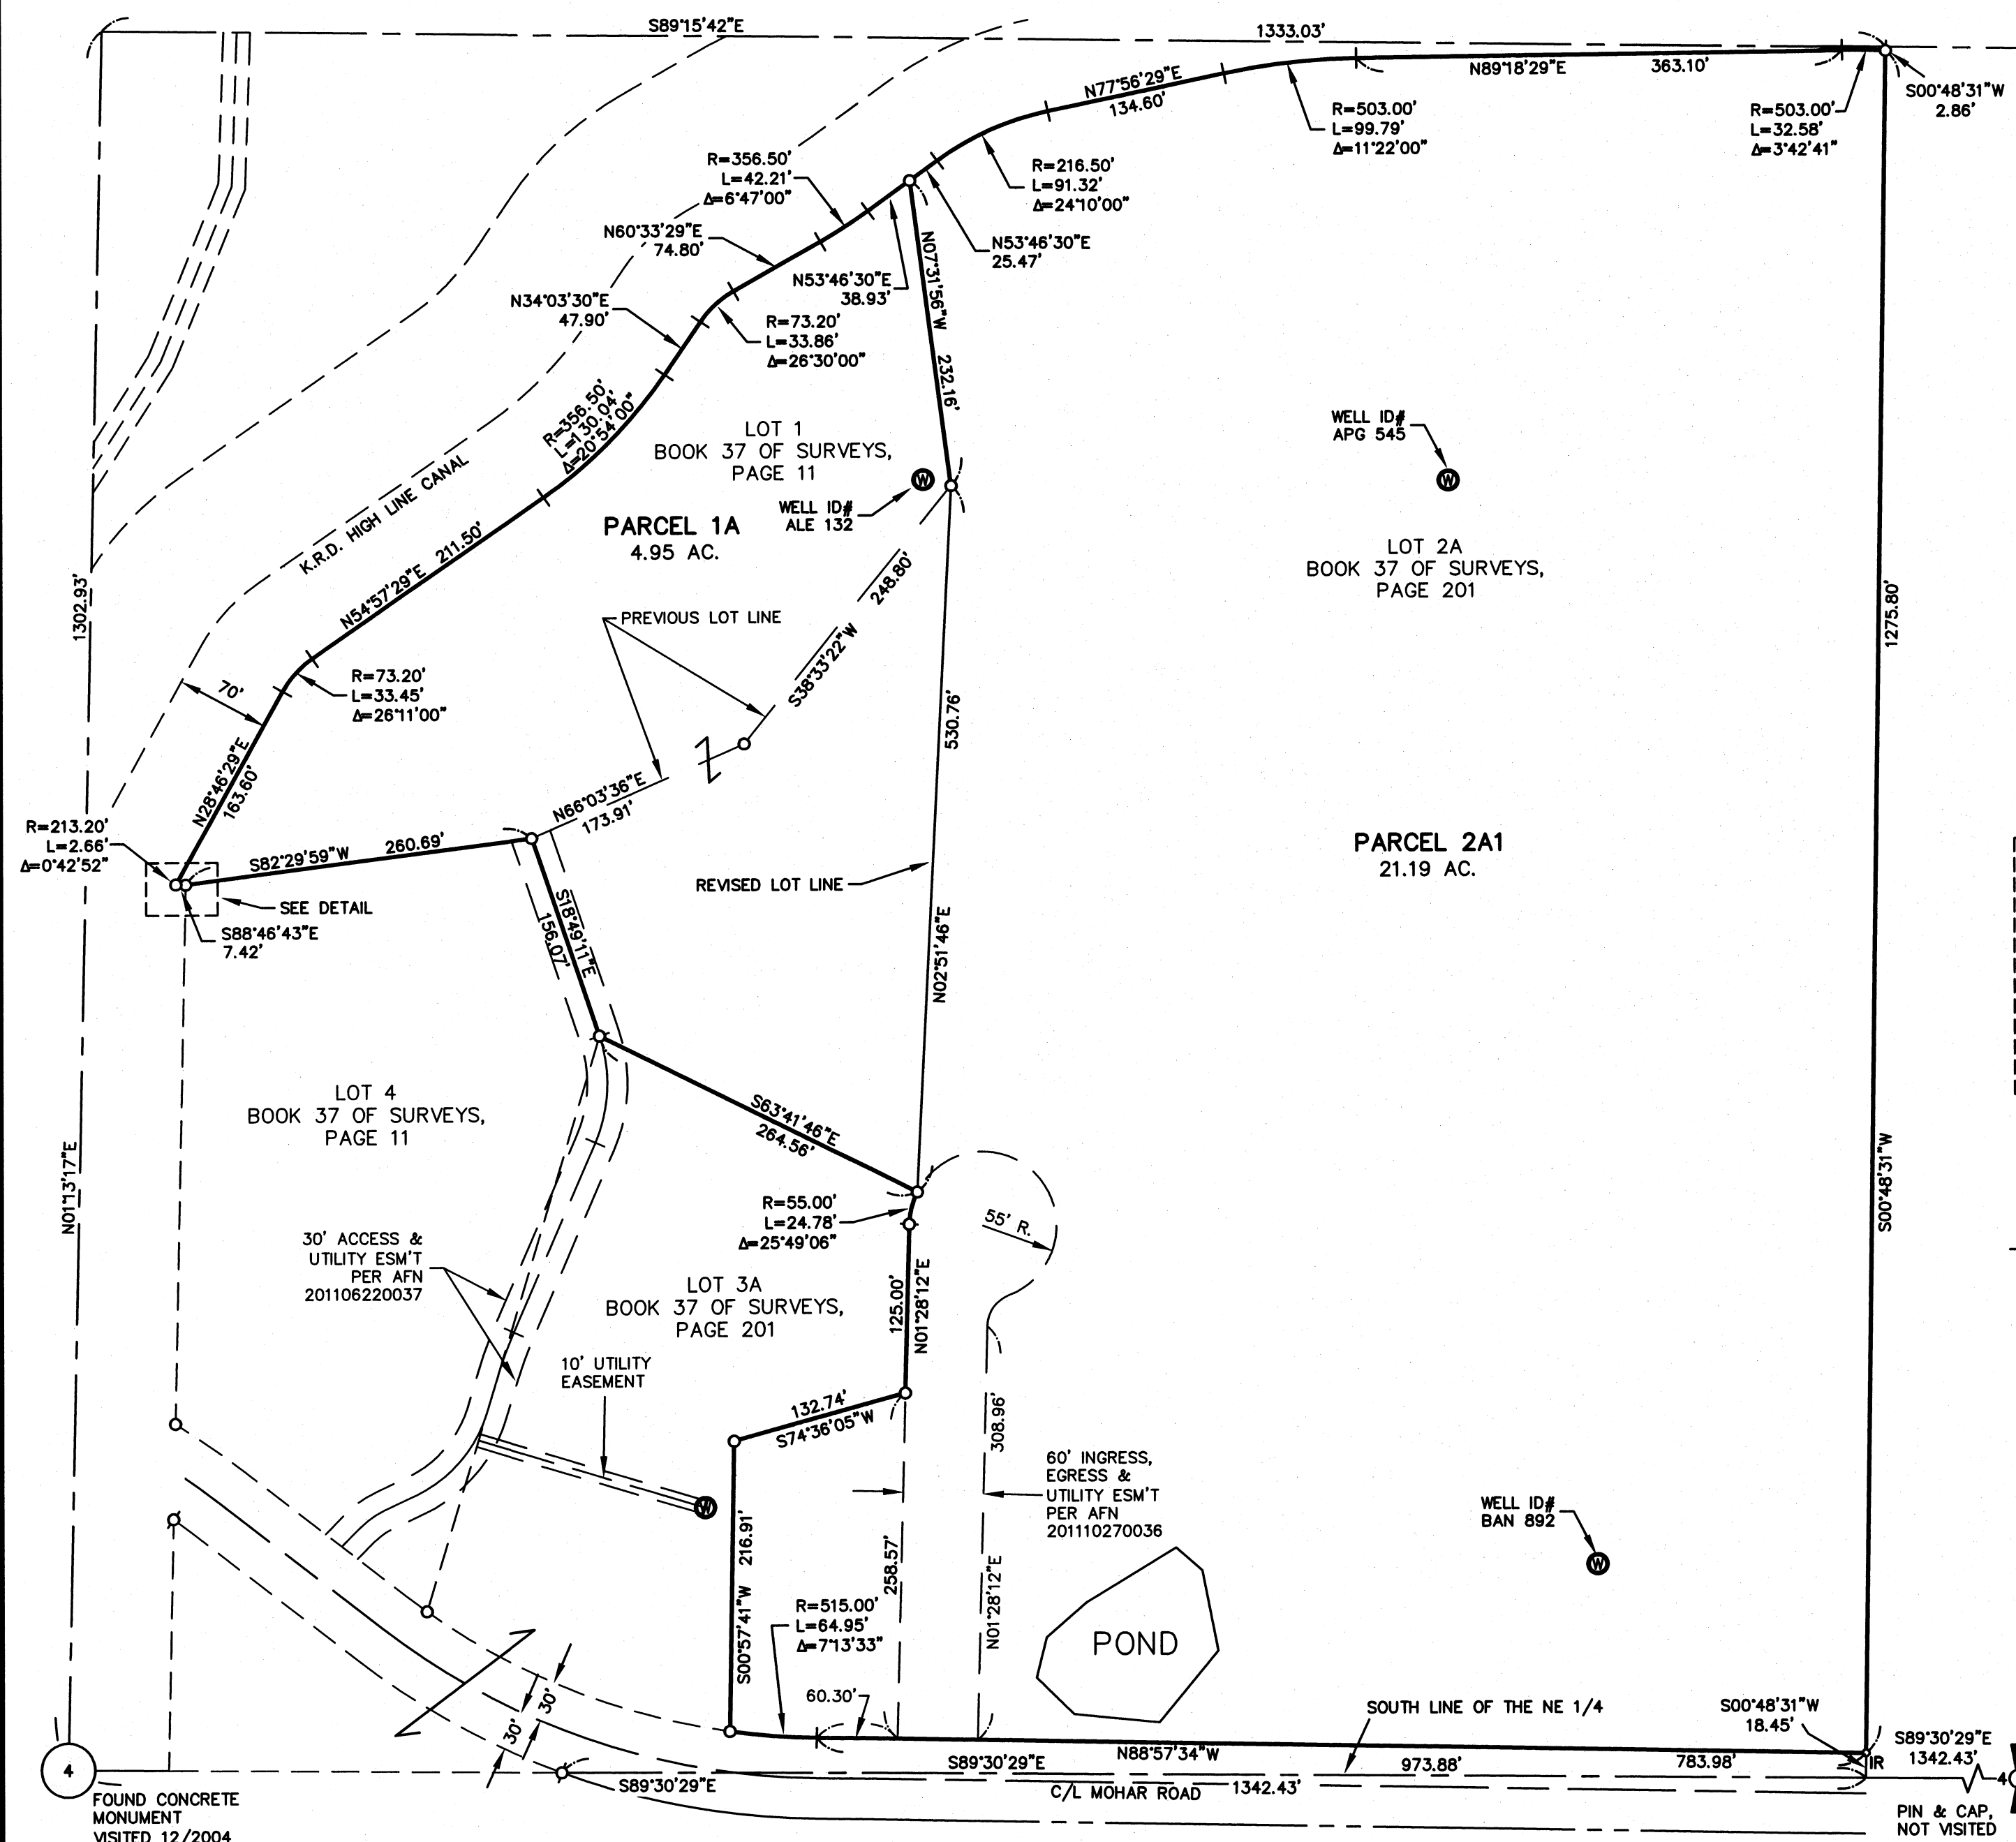 S89°15'42"E
1333.03'
N77°56'29"E
134.60'
N89°18'29"E
363.10'
S00°48'31"W
2.86'
R=503.00'
L=99.79'
Δ=11°22'00"
R=503.00'
L=32.58'
Δ=3°42'41"
R=356.50'
L=42.21'
Δ=6°47'00"
R=216.50'
L=91.32'
Δ=24°10'00"
N60°33'29"E
74.80'
N53°46'30"E
25.47'
N53°46'30"E
38.93'
N07°31'56"W
232.16'
N34°03'30"E
47.90'
R=73.20'
L=33.86'
Δ=26°30'00"
R=356.50'
L=130.04'
Δ=20°54'00"
LOT 1
BOOK 37 OF SURVEYS,
PAGE 11
WELL ID#
APG 545
W
W
WELL ID#
ALE 132
PARCEL 1A
4.95 AC.
K.R.D. HIGH LINE CANAL
LOT 2A
BOOK 37 OF SURVEYS,
PAGE 201
1302.93'
N54°57'29"E 211.50'
248.80'
S38°33'22"W
PREVIOUS LOT LINE
1275.80'
70'
R=73.20'
L=33.45'
Δ=26°11'00"
530.76'
N28°46'29"E
163.60'
N66°03'36"E
173.91'
R=213.20'
L=2.66'
Δ=0°42'52"
S82°29'59"W 260.69'
PARCEL 2A1
21.19 AC.
REVISED LOT LINE
SEE DETAIL
S88°46'43"E
7.42'
S18°49'11"E
156.07'
N02°51'46"E
LOT 4
BOOK 37 OF SURVEYS,
PAGE 11
S63°41'46"E
264.56'
N01°13'17"E
S00°48'31"W
R=55.00'
L=24.78'
Δ=25°49'06"
55' R.
30' ACCESS &
UTILITY ESM'T
PER AFN
201106220037
LOT 3A
BOOK 37 OF SURVEYS,
PAGE 201
125.00'
N01°28'12"E
10' UTILITY
EASEMENT
132.74'
S74°36'05"W
308.96'
60' INGRESS,
EGRESS &
UTILITY ESM'T
PER AFN
201110270036
W
WELL ID#
BAN 892
W
216.91'
S00°57'41"W
258.57'
N01°28'12"E
R=515.00'
L=64.95'
Δ=7°13'33"
POND
60.30'
30'
30'
SOUTH LINE OF THE NE 1/4
S00°48'31"W
18.45'
S89°30'29"E
1342.43'
N88°57'34"W
S89°30'29"E
973.88'
783.98'
IR
4
S89°30'29"E
C/L MOHAR ROAD
1342.43'
4
FOUND CONCRETE
MONUMENT
VISITED 12/2004
PIN & CAP,
NOT VISITED